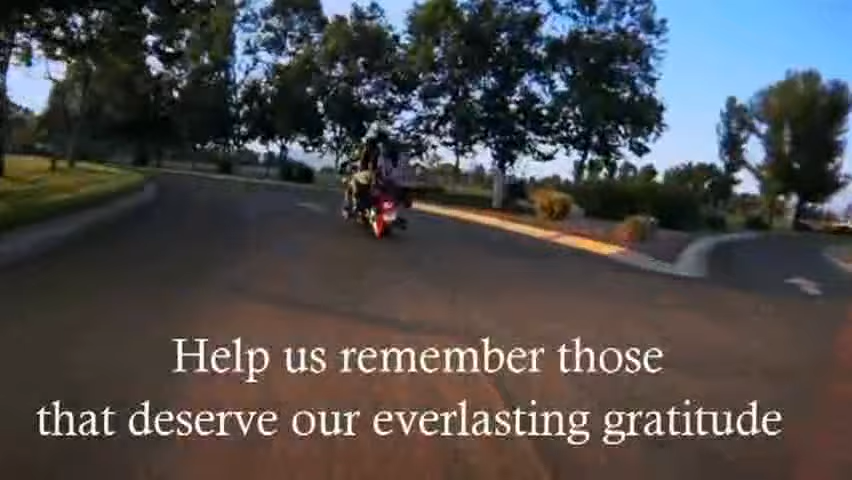 Help us remember those
that deserve our everlasting gratitude